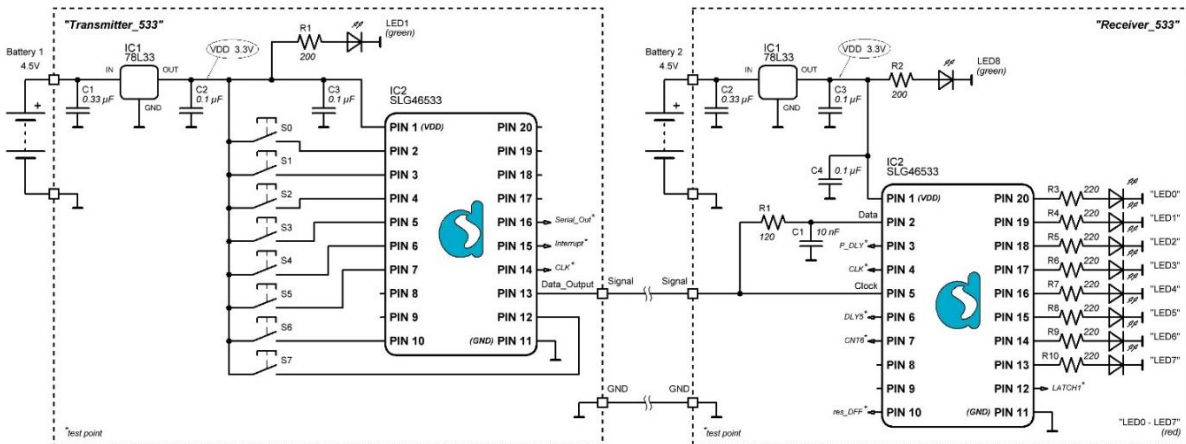 "Transmitter_533"
Battery 1
4.5V
IC1
78L33
IN
OUT
GND
VDD 3.3V
R1
200
LED1
(green)
C1
0.33 µF
C2
0.1 µF
C3
0.1 µF
IC2
SLG46533
S0
S1
S2
S3
S4
S5
S6
S7
PIN 1 (VDD)
PIN 2
PIN 3
PIN 4
PIN 5
PIN 6
PIN 7
PIN 8
PIN 9
PIN 10
PIN 20
PIN 19
PIN 18
PIN 17
PIN 16
PIN 15
PIN 14
PIN 13
PIN 12
(GND) PIN 11
Serial_Out*
Interrupt*
CLK*
Data_Output
Signal
Signal
GND
GND
*test point
"Receiver_533"
Battery 2
4.5V
IC1
78L33
IN
OUT
GND
VDD 3.3V
R2
200
LED8
(green)
C2
0.33 µF
C3
0.1 µF
C4
0.1 µF
IC2
SLG46533
R1
120
C1
10 nF
Data
P_DLY*
CLK*
Clock
DLY5*
CNT6*
res_DFF*
PIN 1 (VDD)
PIN 2
PIN 3
PIN 4
PIN 5
PIN 6
PIN 7
PIN 8
PIN 9
PIN 10
PIN 20
PIN 19
PIN 18
PIN 17
PIN 16
PIN 15
PIN 14
PIN 13
PIN 12
(GND) PIN 11
R3 220 "LED0"
R4 220 "LED1"
R5 220 "LED2"
R6 220 "LED3"
R7 220 "LED4"
R8 220 "LED5"
R9 220 "LED6"
R10 220 "LED7"
LATCH1*
"LED0 - LED7"
(red)
*test point